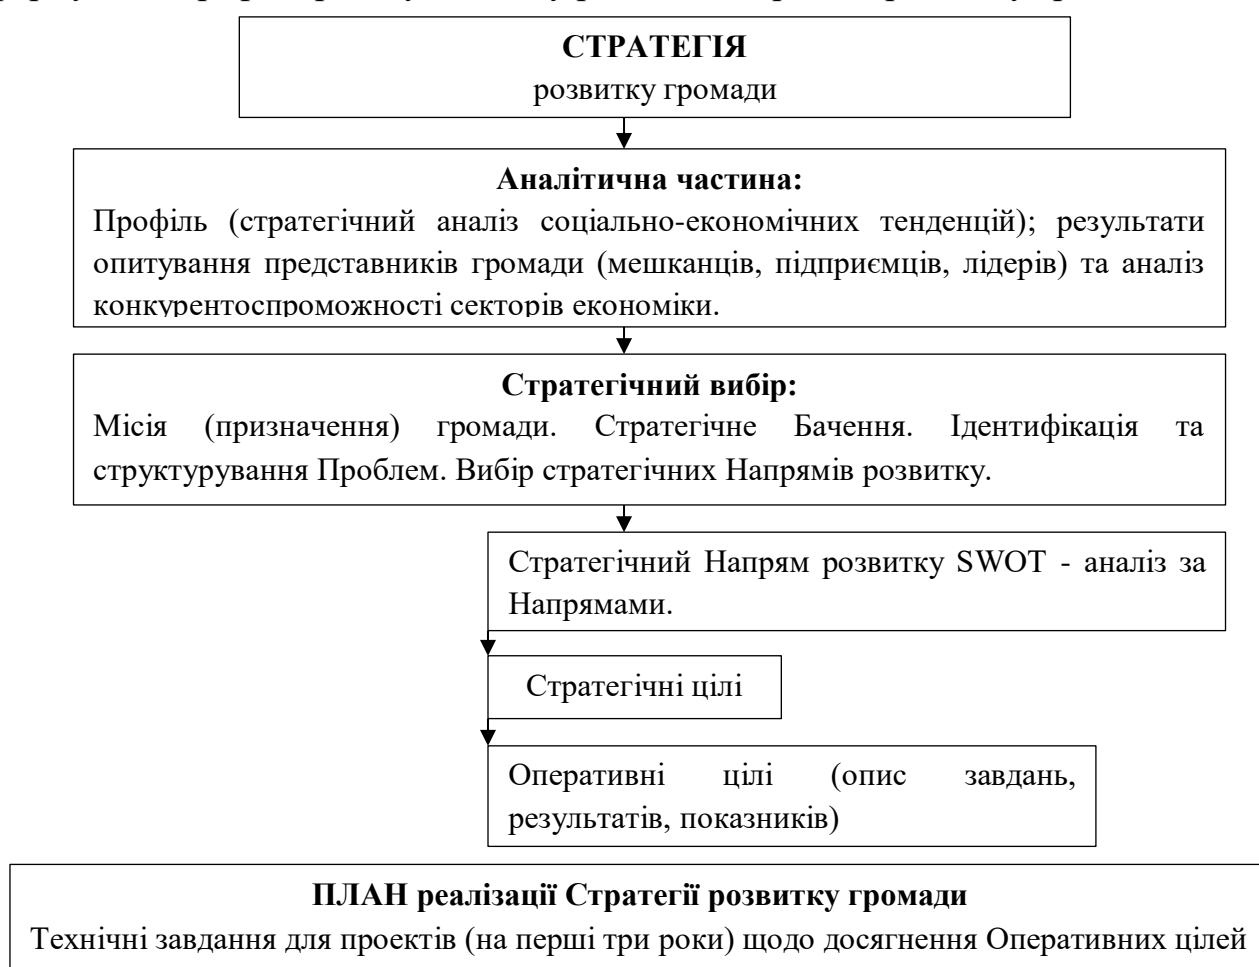 СТРАТЕГІЯ
розвитку громади
Аналітична частина:
Профіль (стратегічний аналіз соціально-економічних тенденцій); результати
опитування представників громади (мешканців, підприємців, лідерів) та аналіз
конкурентоспроможності секторів економіки.
Стратегічний вибір:
Місія (призначення) громади. Стратегічне Бачення. Ідентифікація та
структурування Проблем. Вибір стратегічних Напрямів розвитку.
Стратегічний Напрям розвитку SWOT - аналіз за
Напрямами.
Стратегічні цілі
Оперативні цілі (опис завдань,
результатів, показників)
ПЛАН реалізації Стратегії розвитку громади
Технічні завдання для проектів (на перші три роки) щодо досягнення Оперативних цілей